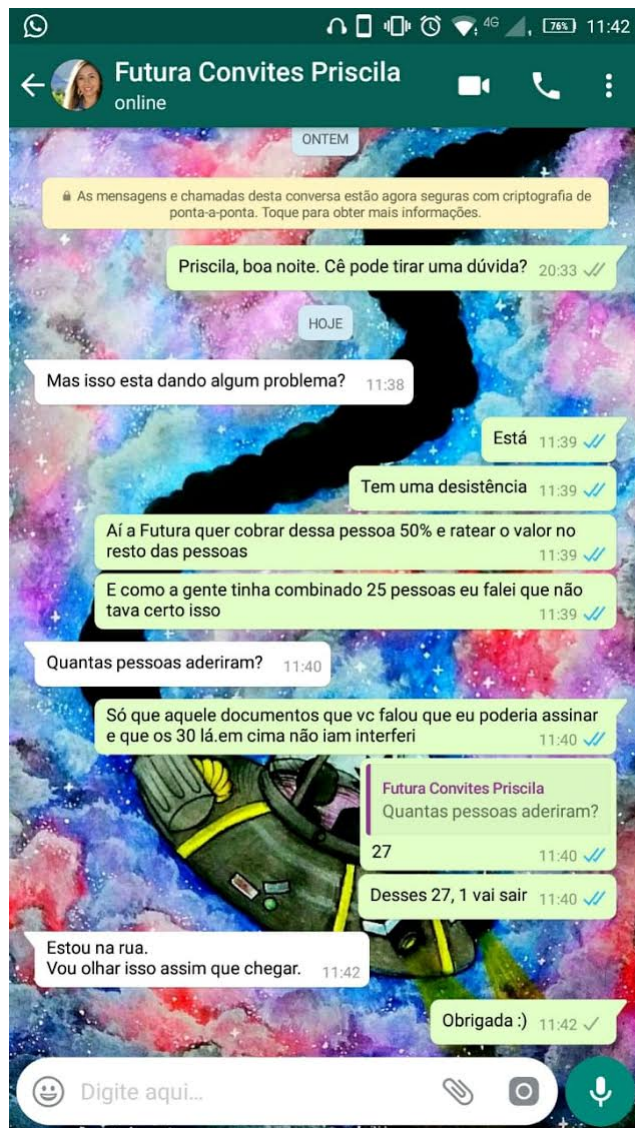 4G
76%
11:42
Futura Convites Priscila
online
ONTEM
As mensagens e chamadas desta conversa estão agora seguras com criptografia de
ponta-a-ponta. Toque para obter mais informações.
Priscila, boa noite. Cê pode tirar uma dúvida? 20:33
HOJE
Mas isso esta dando algum problema? 11:38
Está 11:39
Tem uma desistência 11:39
Aí a Futura quer cobrar dessa pessoa 50% e ratear o valor no
resto das pessoas 11:39
E como a gente tinha combinado 25 pessoas eu falei que não
tava certo isso 11:39
Quantas pessoas aderiram? 11:40
Só que aquele documentos que vc falou que eu poderia assinar
e que os 30 lá.em cima não iam interferi 11:40
Futura Convites Priscila
Quantas pessoas aderiram?
27 11:40
Desses 27, 1 vai sair 11:40
Estou na rua.
Vou olhar isso assim que chegar. 11:42
Obrigada :) 11:42
Digite aqui...